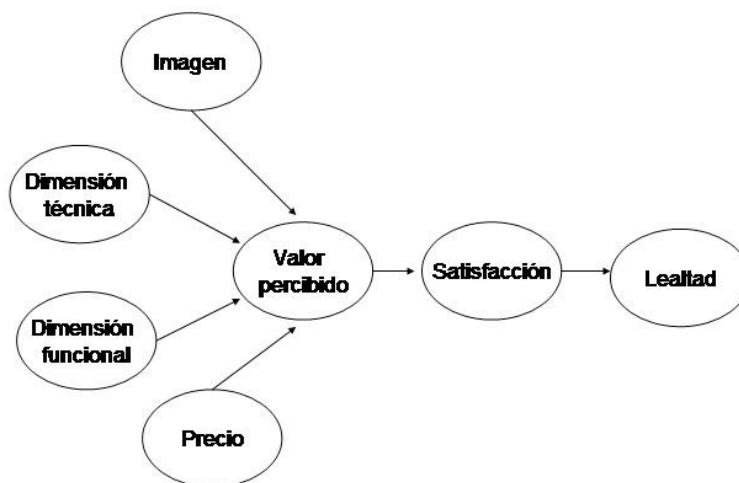 Imagen
Dimensión
técnica
Valor
percibido
Satisfacción
Lealtad
Dimensión
funcional
Precio